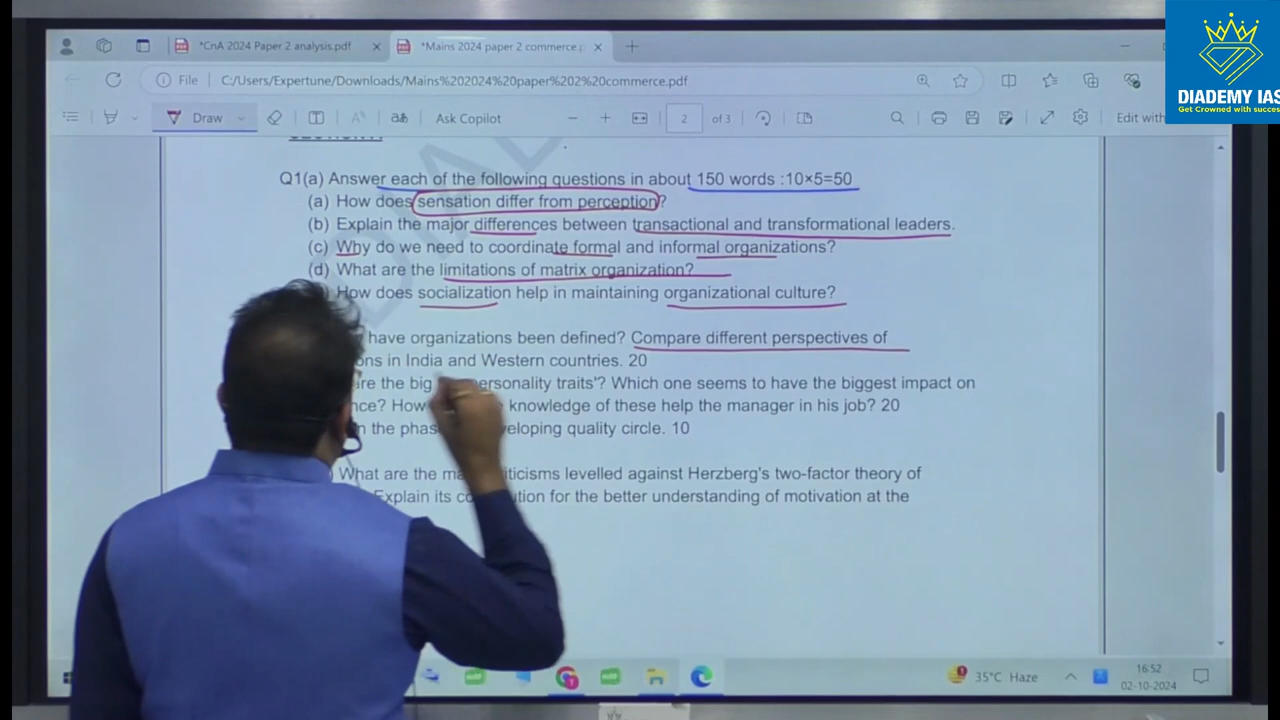 *CnA 2024 Paper 2 analysis.pdf
*Mains 2024 paper 2 commerce.p
DIADEMY IAS
Get Crowned with success
File C:/Users/Expertune/Downloads/Mains%202024%20paper%202%20commerce.pdf
Draw Ask Copilot 2 of 3 Edit with
Q1(a) Answer each of the following questions in about 150 words :10×5=50
(a) How does sensation differ from perception?
(b) Explain the major differences between transactional and transformational leaders.
(c) Why do we need to coordinate formal and informal organizations?
(d) What are the limitations of matrix organization?
How does socialization help in maintaining organizational culture?
have organizations been defined? Compare different perspectives of
ons in India and Western countries. 20
are the big personality traits'? Which one seems to have the biggest impact on
nce? How knowledge of these help the manager in his job? 20
n the phas veloping quality circle. 10
What are the ma iticisms levelled against Herzberg's two-factor theory of
Explain its co ution for the better understanding of motivation at the
35°C Haze
16:52
02-10-2024